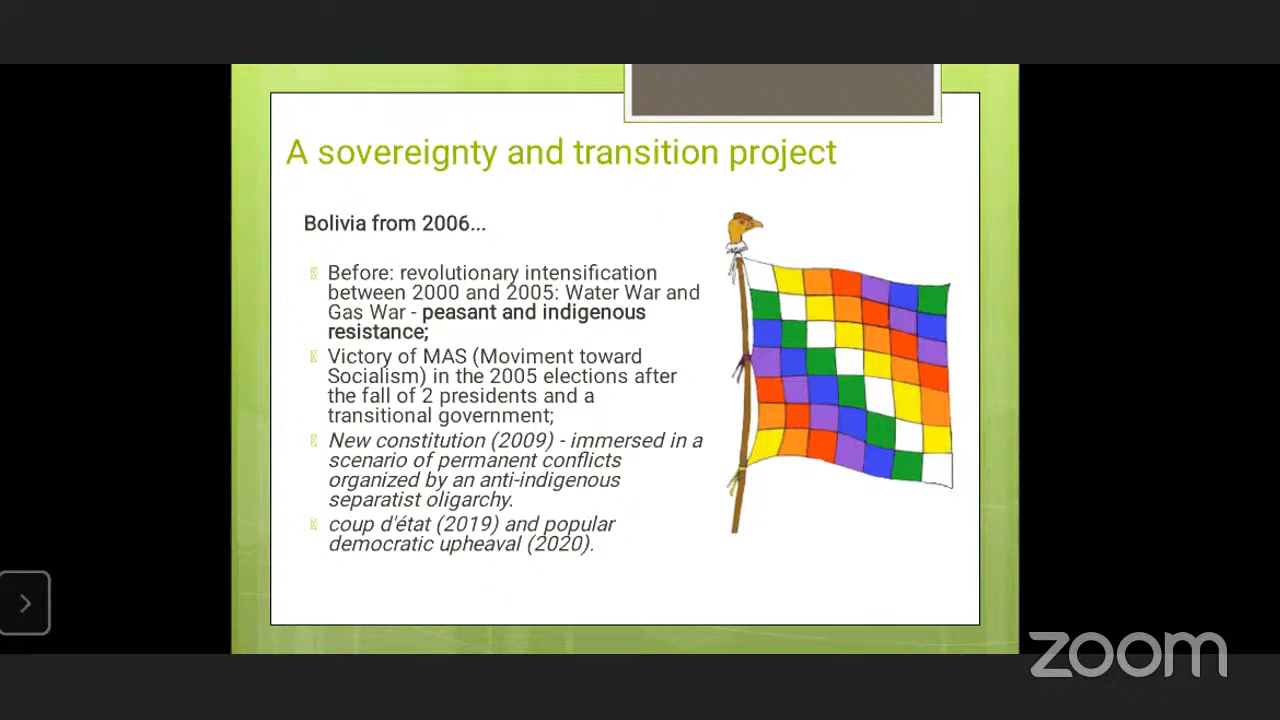 A sovereignty and transition project
Bolivia from 2006...
Before: revolutionary intensification
between 2000 and 2005: Water War and
Gas War - peasant and indigenous
resistance;
Victory of MAS (Moviment toward
Socialism) in the 2005 elections after
the fall of 2 presidents and a
transitional government;
New constitution (2009) - immersed in a
scenario of permanent conflicts
organized by an anti-indigenous
separatist oligarchy.
coup d'état (2019) and popular
democratic upheaval (2020).
zoom